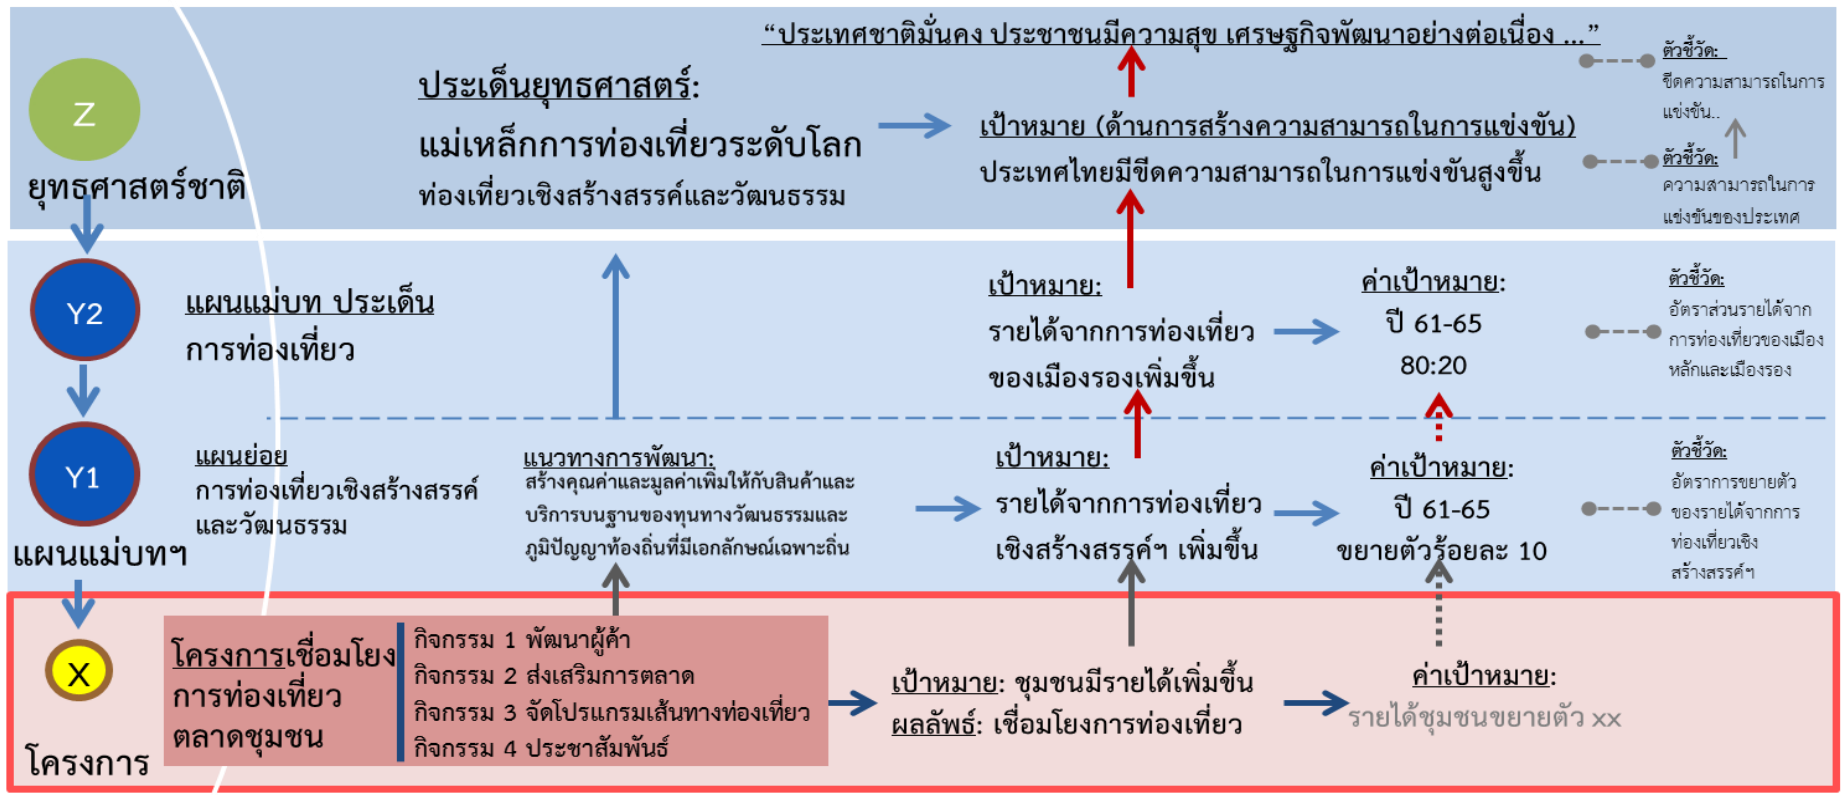 “ประเทศชาติมั่นคง ประชาชนมีความสุข เศรษฐกิจพัฒนาอย่างต่อเนื่อง ...”
Z
ยุทธศาสตร์ชาติ
ประเด็นยุทธศาสตร์:
แม่เหล็กการท่องเที่ยวระดับโลก
ท่องเที่ยวเชิงสร้างสรรค์และวัฒนธรรม
เป้าหมาย (ด้านการสร้างความสามารถในการแข่งขัน)
ประเทศไทยมีขีดความสามารถในการแข่งขันสูงขึ้น
ตัวชี้วัด:
ขีดความสามารถในการ
แข่งขัน..
ตัวชี้วัด:
ความสามารถในการ
แข่งขันของประเทศ
Y2
แผนแม่บท ประเด็น
การท่องเที่ยว
เป้าหมาย:
รายได้จากการท่องเที่ยว
ของเมืองรองเพิ่มขึ้น
ค่าเป้าหมาย:
ปี 61-65
80:20
ตัวชี้วัด:
อัตราส่วนรายได้จาก
การท่องเที่ยวของเมือง
หลักและเมืองรอง
Y1
แผนแม่บทฯ
แผนย่อย
การท่องเที่ยวเชิงสร้างสรรค์
และวัฒนธรรม
แนวทางการพัฒนา:
สร้างคุณค่าและมูลค่าเพิ่มให้กับสินค้าและ
บริการบนฐานของทุนทางวัฒนธรรมและ
ภูมิปัญญาท้องถิ่นที่มีเอกลักษณ์เฉพาะถิ่น
เป้าหมาย:
รายได้จากการท่องเที่ยว
เชิงสร้างสรรค์ฯ เพิ่มขึ้น
ค่าเป้าหมาย:
ปี 61-65
ขยายตัวร้อยละ 10
ตัวชี้วัด:
อัตราการขยายตัว
ของรายได้จากการ
ท่องเที่ยวเชิง
สร้างสรรค์ฯ
X
โครงการ
โครงการเชื่อมโยง
การท่องเที่ยว
ตลาดชุมชน
กิจกรรม 1 พัฒนาผู้ค้า
กิจกรรม 2 ส่งเสริมการตลาด
กิจกรรม 3 จัดโปรแกรมเส้นทางท่องเที่ยว
กิจกรรม 4 ประชาสัมพันธ์
เป้าหมาย: ชุมชนมีรายได้เพิ่มขึ้น
ผลลัพธ์: เชื่อมโยงการท่องเที่ยว
ค่าเป้าหมาย:
รายได้ชุมชนขยายตัว xx